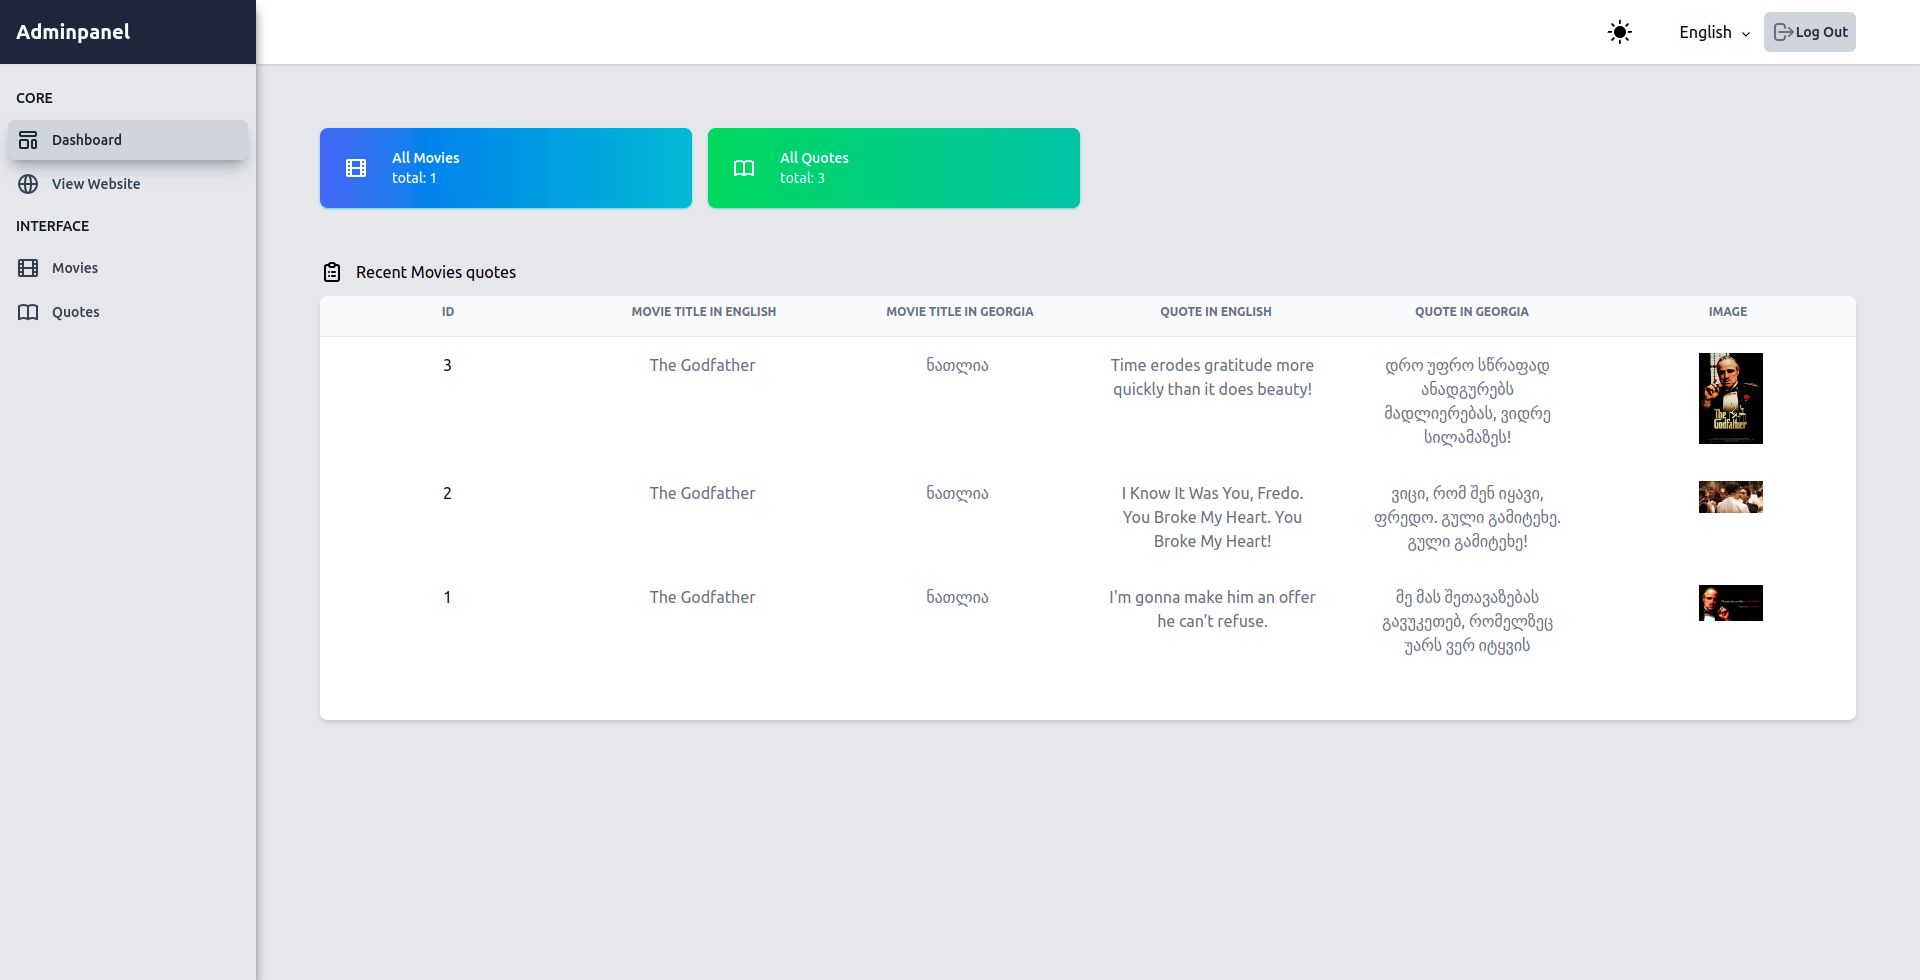 Adminpanel
English
Log Out
CORE
Dashboard
View Website
INTERFACE
Movies
Quotes
All Movies
total: 1
All Quotes
total: 3
Recent Movies quotes
ID MOVIE TITLE IN ENGLISH MOVIE TITLE IN GEORGIA QUOTE IN ENGLISH QUOTE IN GEORGIA IMAGE
3
The Godfather
ნათლია
Time erodes gratitude more
quickly than it does beauty!
დრო უფრო სწრაფად
ანადგურებს
მადლიერებას, ვიდრე
სილამაზეს!
The
Godfather
2
The Godfather
ნათლია
I Know It Was You, Fredo.
You Broke My Heart. You
Broke My Heart!
ვიცი, რომ შენ იყავი,
ფრედო. გული გამიტეხე.
გული გამიტეხე!
1
The Godfather
ნათლია
I'm gonna make him an offer
he can't refuse.
მე მას შეთავაზებას
გავუკეთებ, რომელზეც
უარს ვერ იტყვის